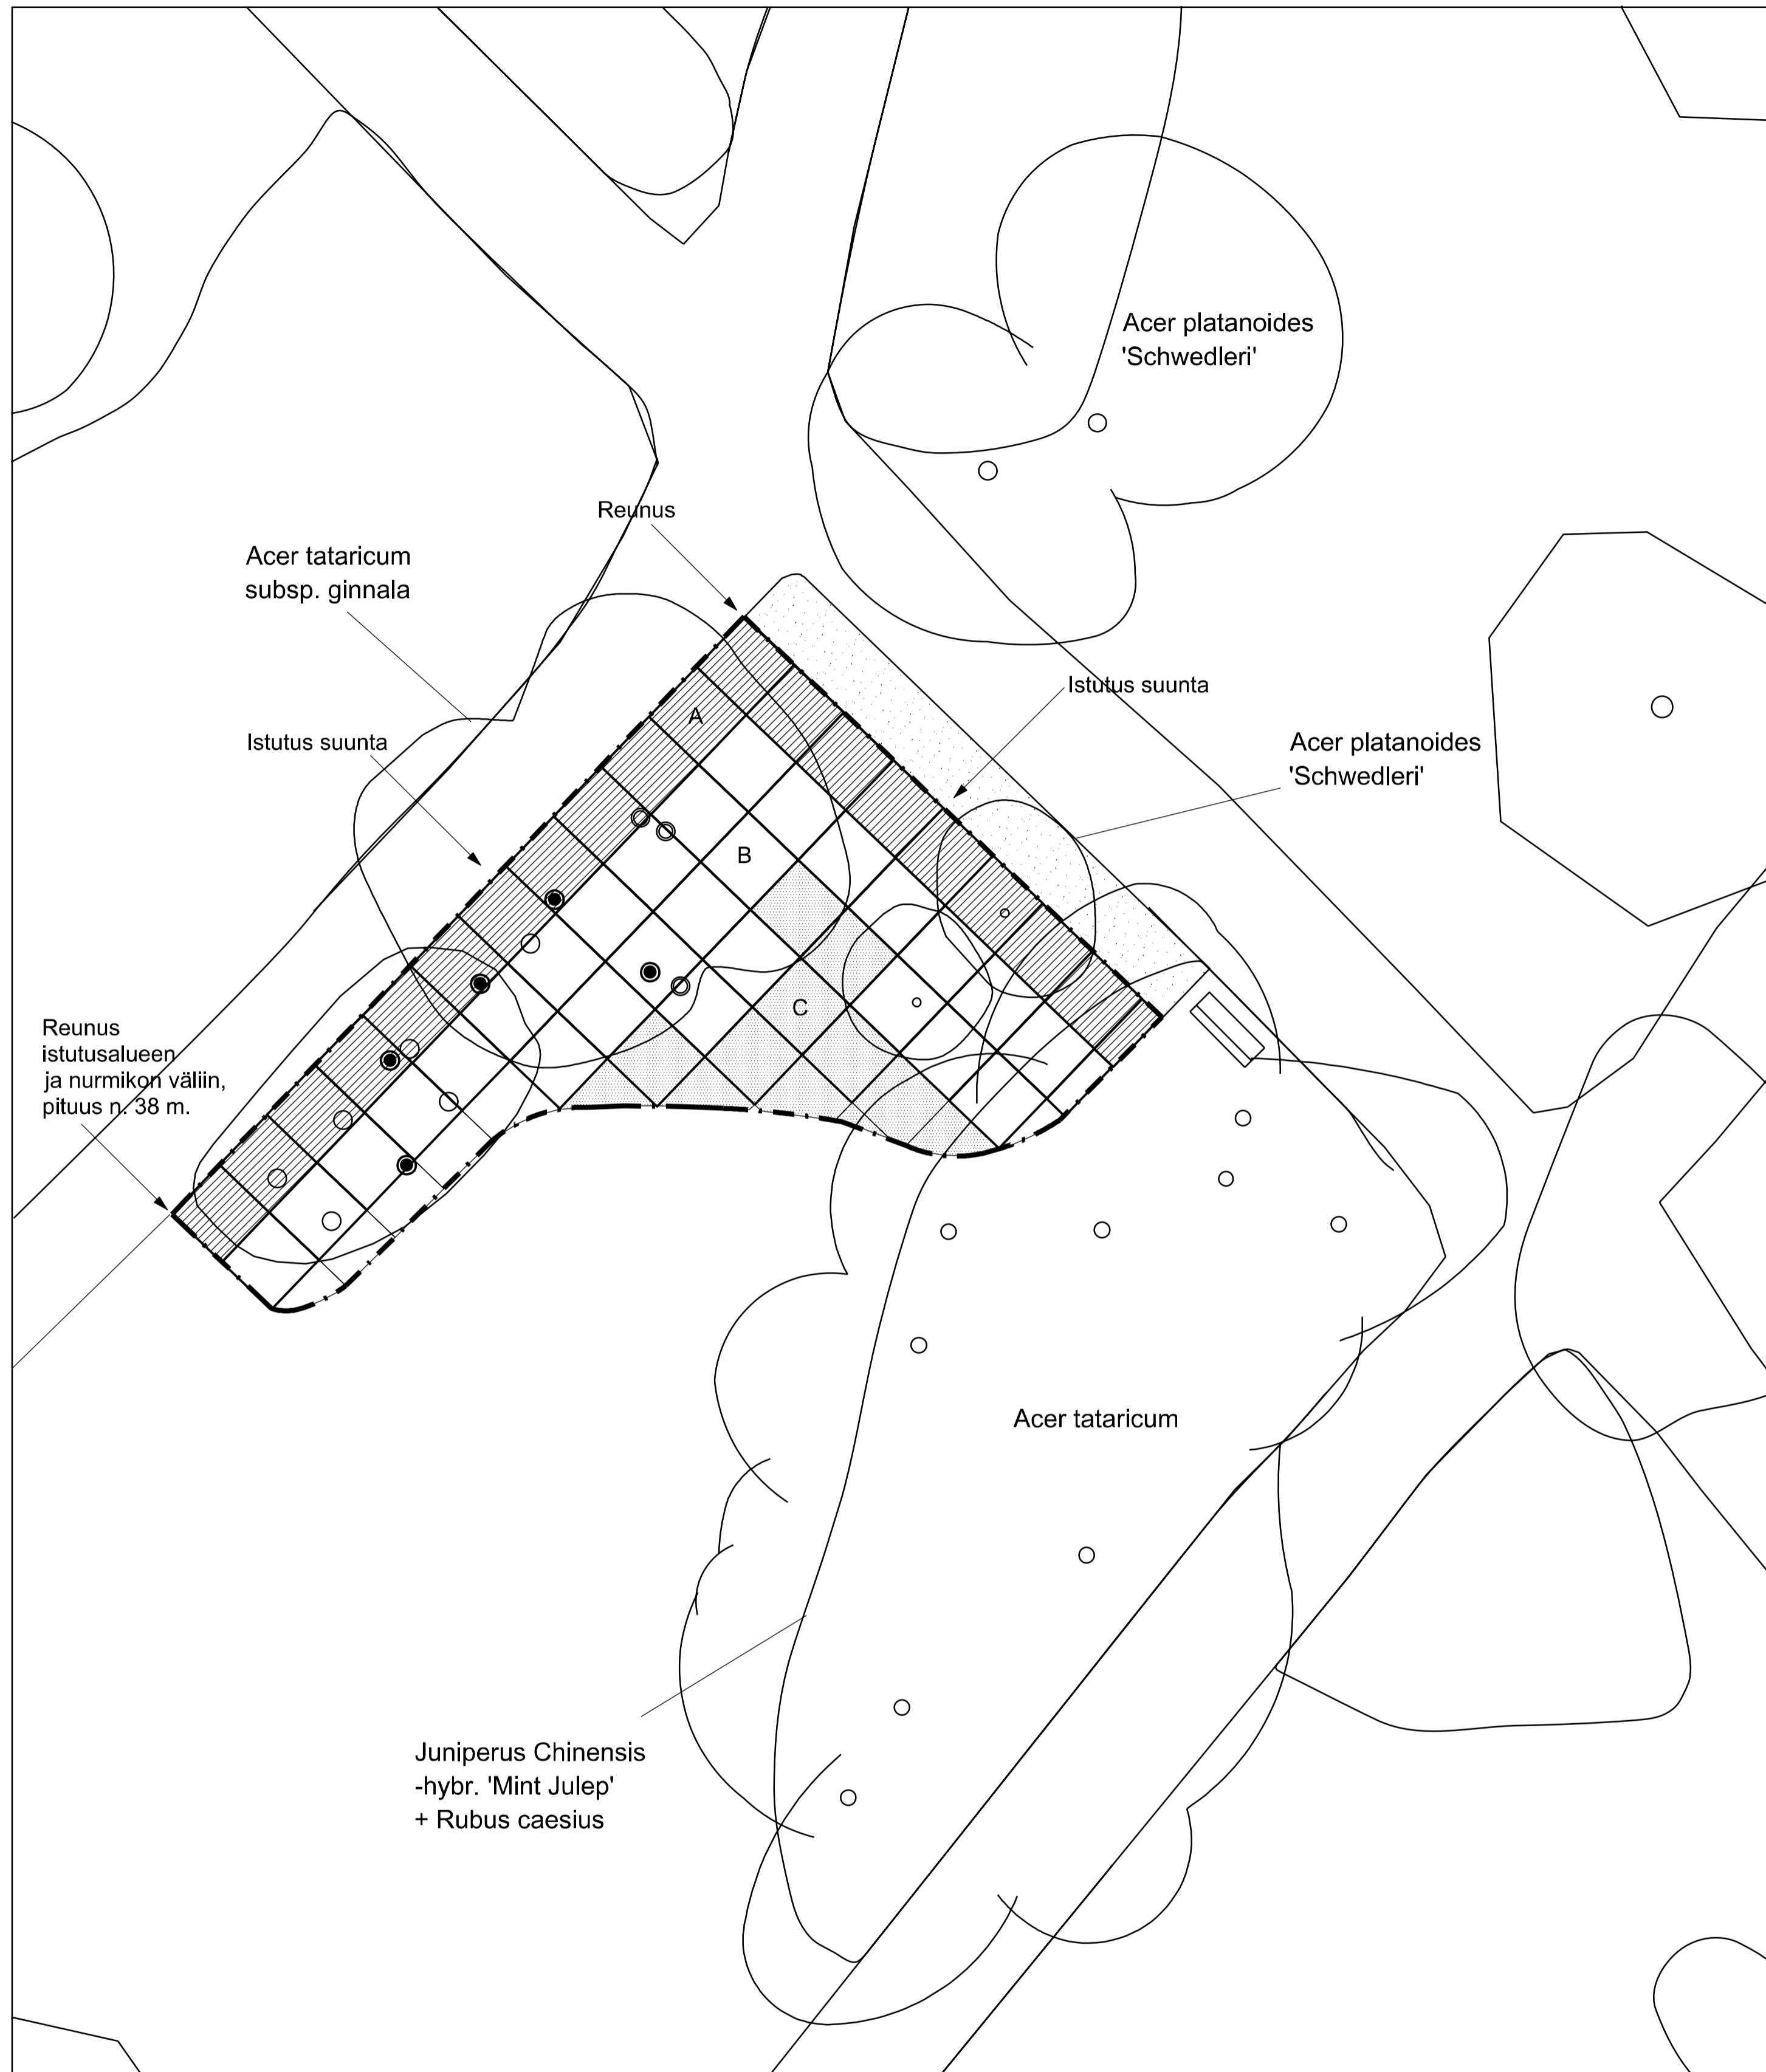 Acer platanoides
'Schwedleri'
Reunus
Acer tataricum
subsp. ginnala
Istutus suunta
Istutus suunta
Acer platanoides
'Schwedleri'
A
B
C
Reunus
istutusalueen
ja nurmikon väliin,
pituus n. 38 m.
Acer tataricum
Juniperus Chinensis
-hybr. 'Mint Julep'
+ Rubus caesius